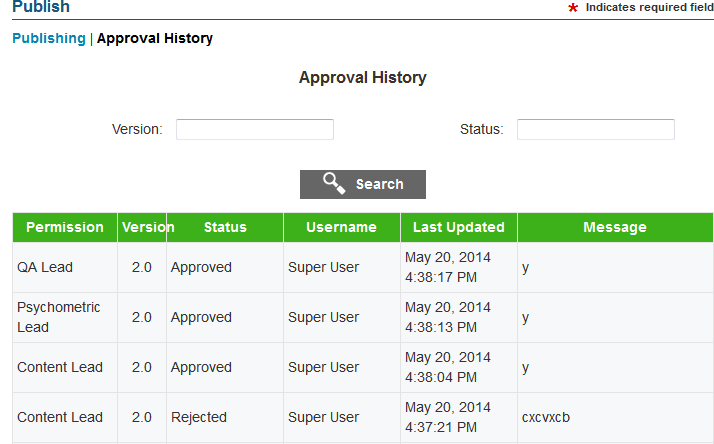 Publish
* Indicates required field
Publishing | Approval History
Approval History
Version:
Status:
Search
Permission Version Status Username Last Updated Message
QA Lead 2.0 Approved Super User May 20, 2014 4:38:17 PM y
Psychometric Lead 2.0 Approved Super User May 20, 2014 4:38:13 PM y
Content Lead 2.0 Approved Super User May 20, 2014 4:38:04 PM y
Content Lead 2.0 Rejected Super User May 20, 2014 4:37:21 PM cxcvxcb